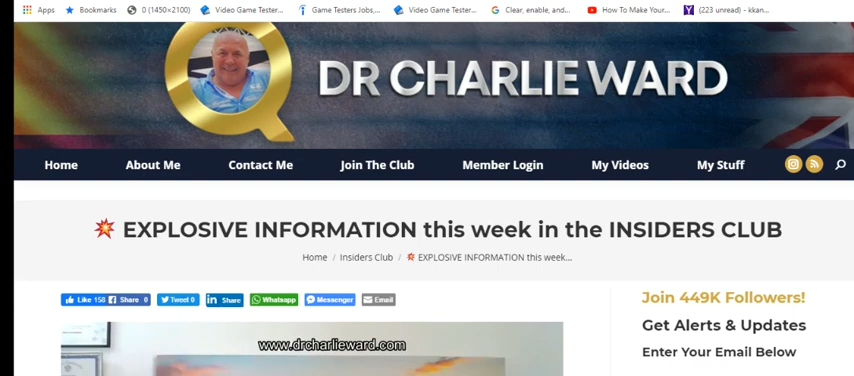 Apps Bookmarks 0 (1450×2100) Video Game Tester... Game Testers Jobs,... Video Game Tester... Clear, enable, and... How To Make Your... (223 unread) - kkan...
DR CHARLIE WARD
Home About Me Contact Me Join The Club Member Login My Videos My Stuff
💥 EXPLOSIVE INFORMATION this week in the INSIDERS CLUB
Home / Insiders Club / 💥 EXPLOSIVE INFORMATION this week...
Like 158 Share 0 Tweet 0 Share Whatsapp Messenger Email
Join 449K Followers!
Get Alerts & Updates
Enter Your Email Below
www.drcharlieward.com